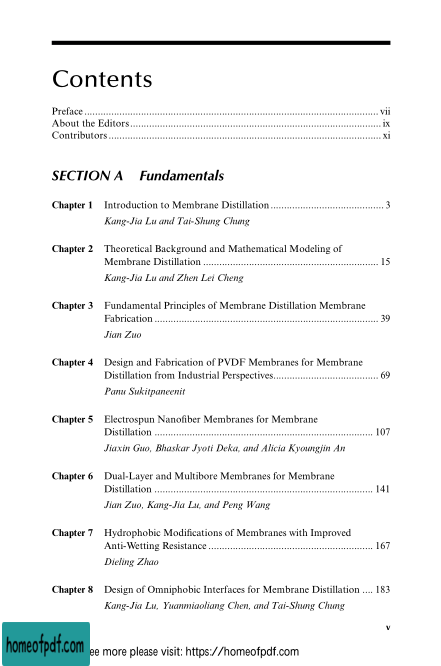 Contents
Preface ..... vii
About the Editors ..... ix
Contributors ..... xi
SECTION A Fundamentals
Chapter 1 Introduction to Membrane Distillation ..... 3
Kang-Jia Lu and Tai-Shung Chung
Chapter 2 Theoretical Background and Mathematical Modeling of
Membrane Distillation ..... 15
Kang-Jia Lu and Zhen Lei Cheng
Chapter 3 Fundamental Principles of Membrane Distillation Membrane
Fabrication ..... 39
Jian Zuo
Chapter 4 Design and Fabrication of PVDF Membranes for Membrane
Distillation from Industrial Perspectives ..... 69
Panu Sukitpaneenit
Chapter 5 Electrospun Nanofiber Membranes for Membrane
Distillation ..... 107
Jiaxin Guo, Bhaskar Jyoti Deka, and Alicia Kyoungjin An
Chapter 6 Dual-Layer and Multibore Membranes for Membrane
Distillation ..... 141
Jian Zuo, Kang-Jia Lu, and Peng Wang
Chapter 7 Hydrophobic Modifications of Membranes with Improved
Anti-Wetting Resistance ..... 167
Dieling Zhao
Chapter 8 Design of Omniphobic Interfaces for Membrane Distillation .... 183
Kang-Jia Lu, Yuanmiaoliang Chen, and Tai-Shung Chung
v
homeofpdf.com
ee more please visit: https://homeofpdf.com